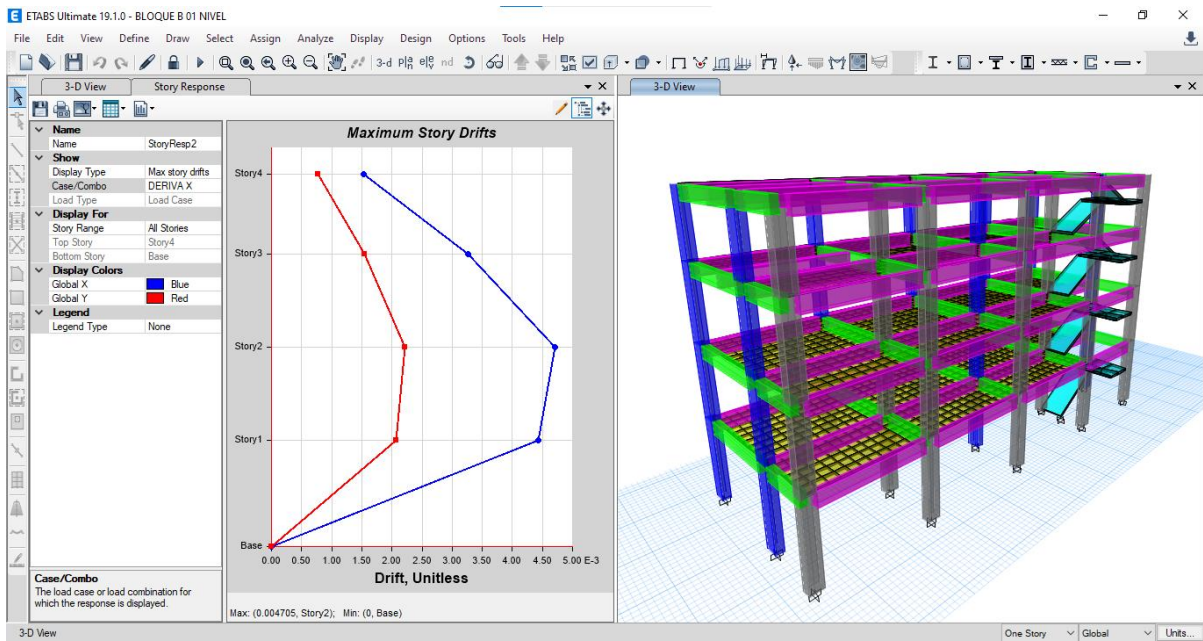 ETABS Ultimate 19.1.0 - BLOQUE B 01 NIVEL
File Edit View Define Draw Select Assign Analyze Display Design Options Tools Help
3-d Pla ele nd
3-D View Story Response
3-D View
Name
Name StoryResp2
Show
Display Type Max story drifts
Case/Combo DERIVA X
Load Type Load Case
Display For
Story Range All Stories
Top Story Story4
Bottom Story Base
Display Colors
Global X Blue
Global Y Red
Legend
Legend Type None
Case/Combo
The load case or load combination for
which the response is displayed.
Maximum Story Drifts
Story4
Story3
Story2
Story1
Base
0.00 0.50 1.00 1.50 2.00 2.50 3.00 3.50 4.00 4.50 5.00 E-3
Drift, Unitless
Max: (0.004705, Story2); Min: (0, Base)
3-D View
One Story Global Units...